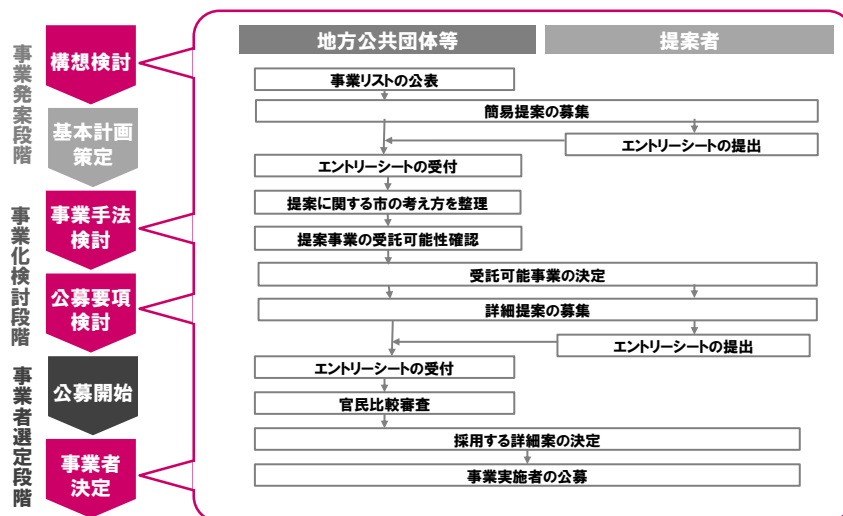 事業発案段階
構想検討
基本計画
策定
事業化検討段階
事業手法
検討
公募要項
検討
事業者選定段階
公募開始
事業者
決定
地方公共団体等
提案者
事業リストの公表
簡易提案の募集
エントリーシートの提出
エントリーシートの受付
提案に関する市の考え方を整理
提案事業の受託可能性確認
受託可能事業の決定
詳細提案の募集
エントリーシートの提出
エントリーシートの受付
官民比較審査
採用する詳細案の決定
事業実施者の公募